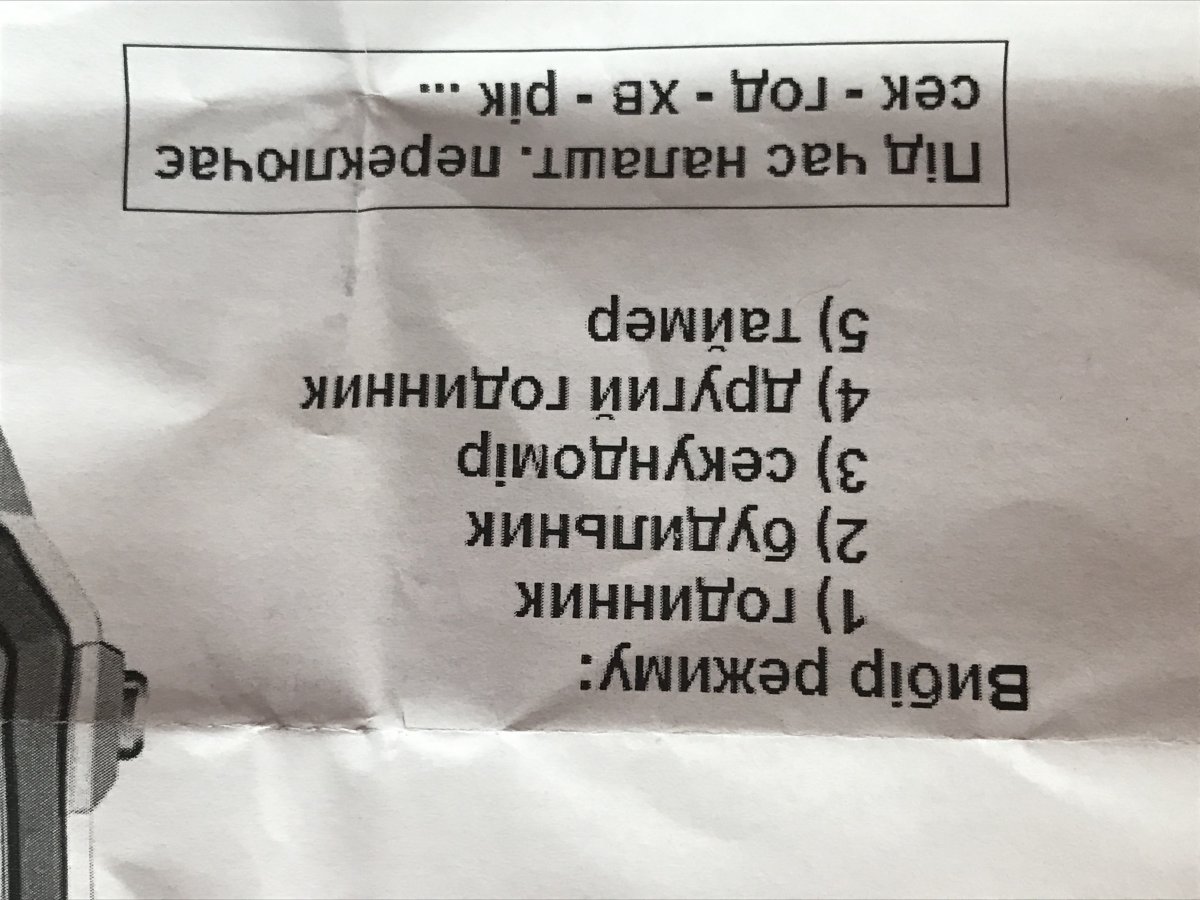 Вибір режиму:
1) годинник
2) будильник
3) секундомір
4) другий годинник
5) таймер
Під час налашт. переключає
сек - год - хв - рік ...